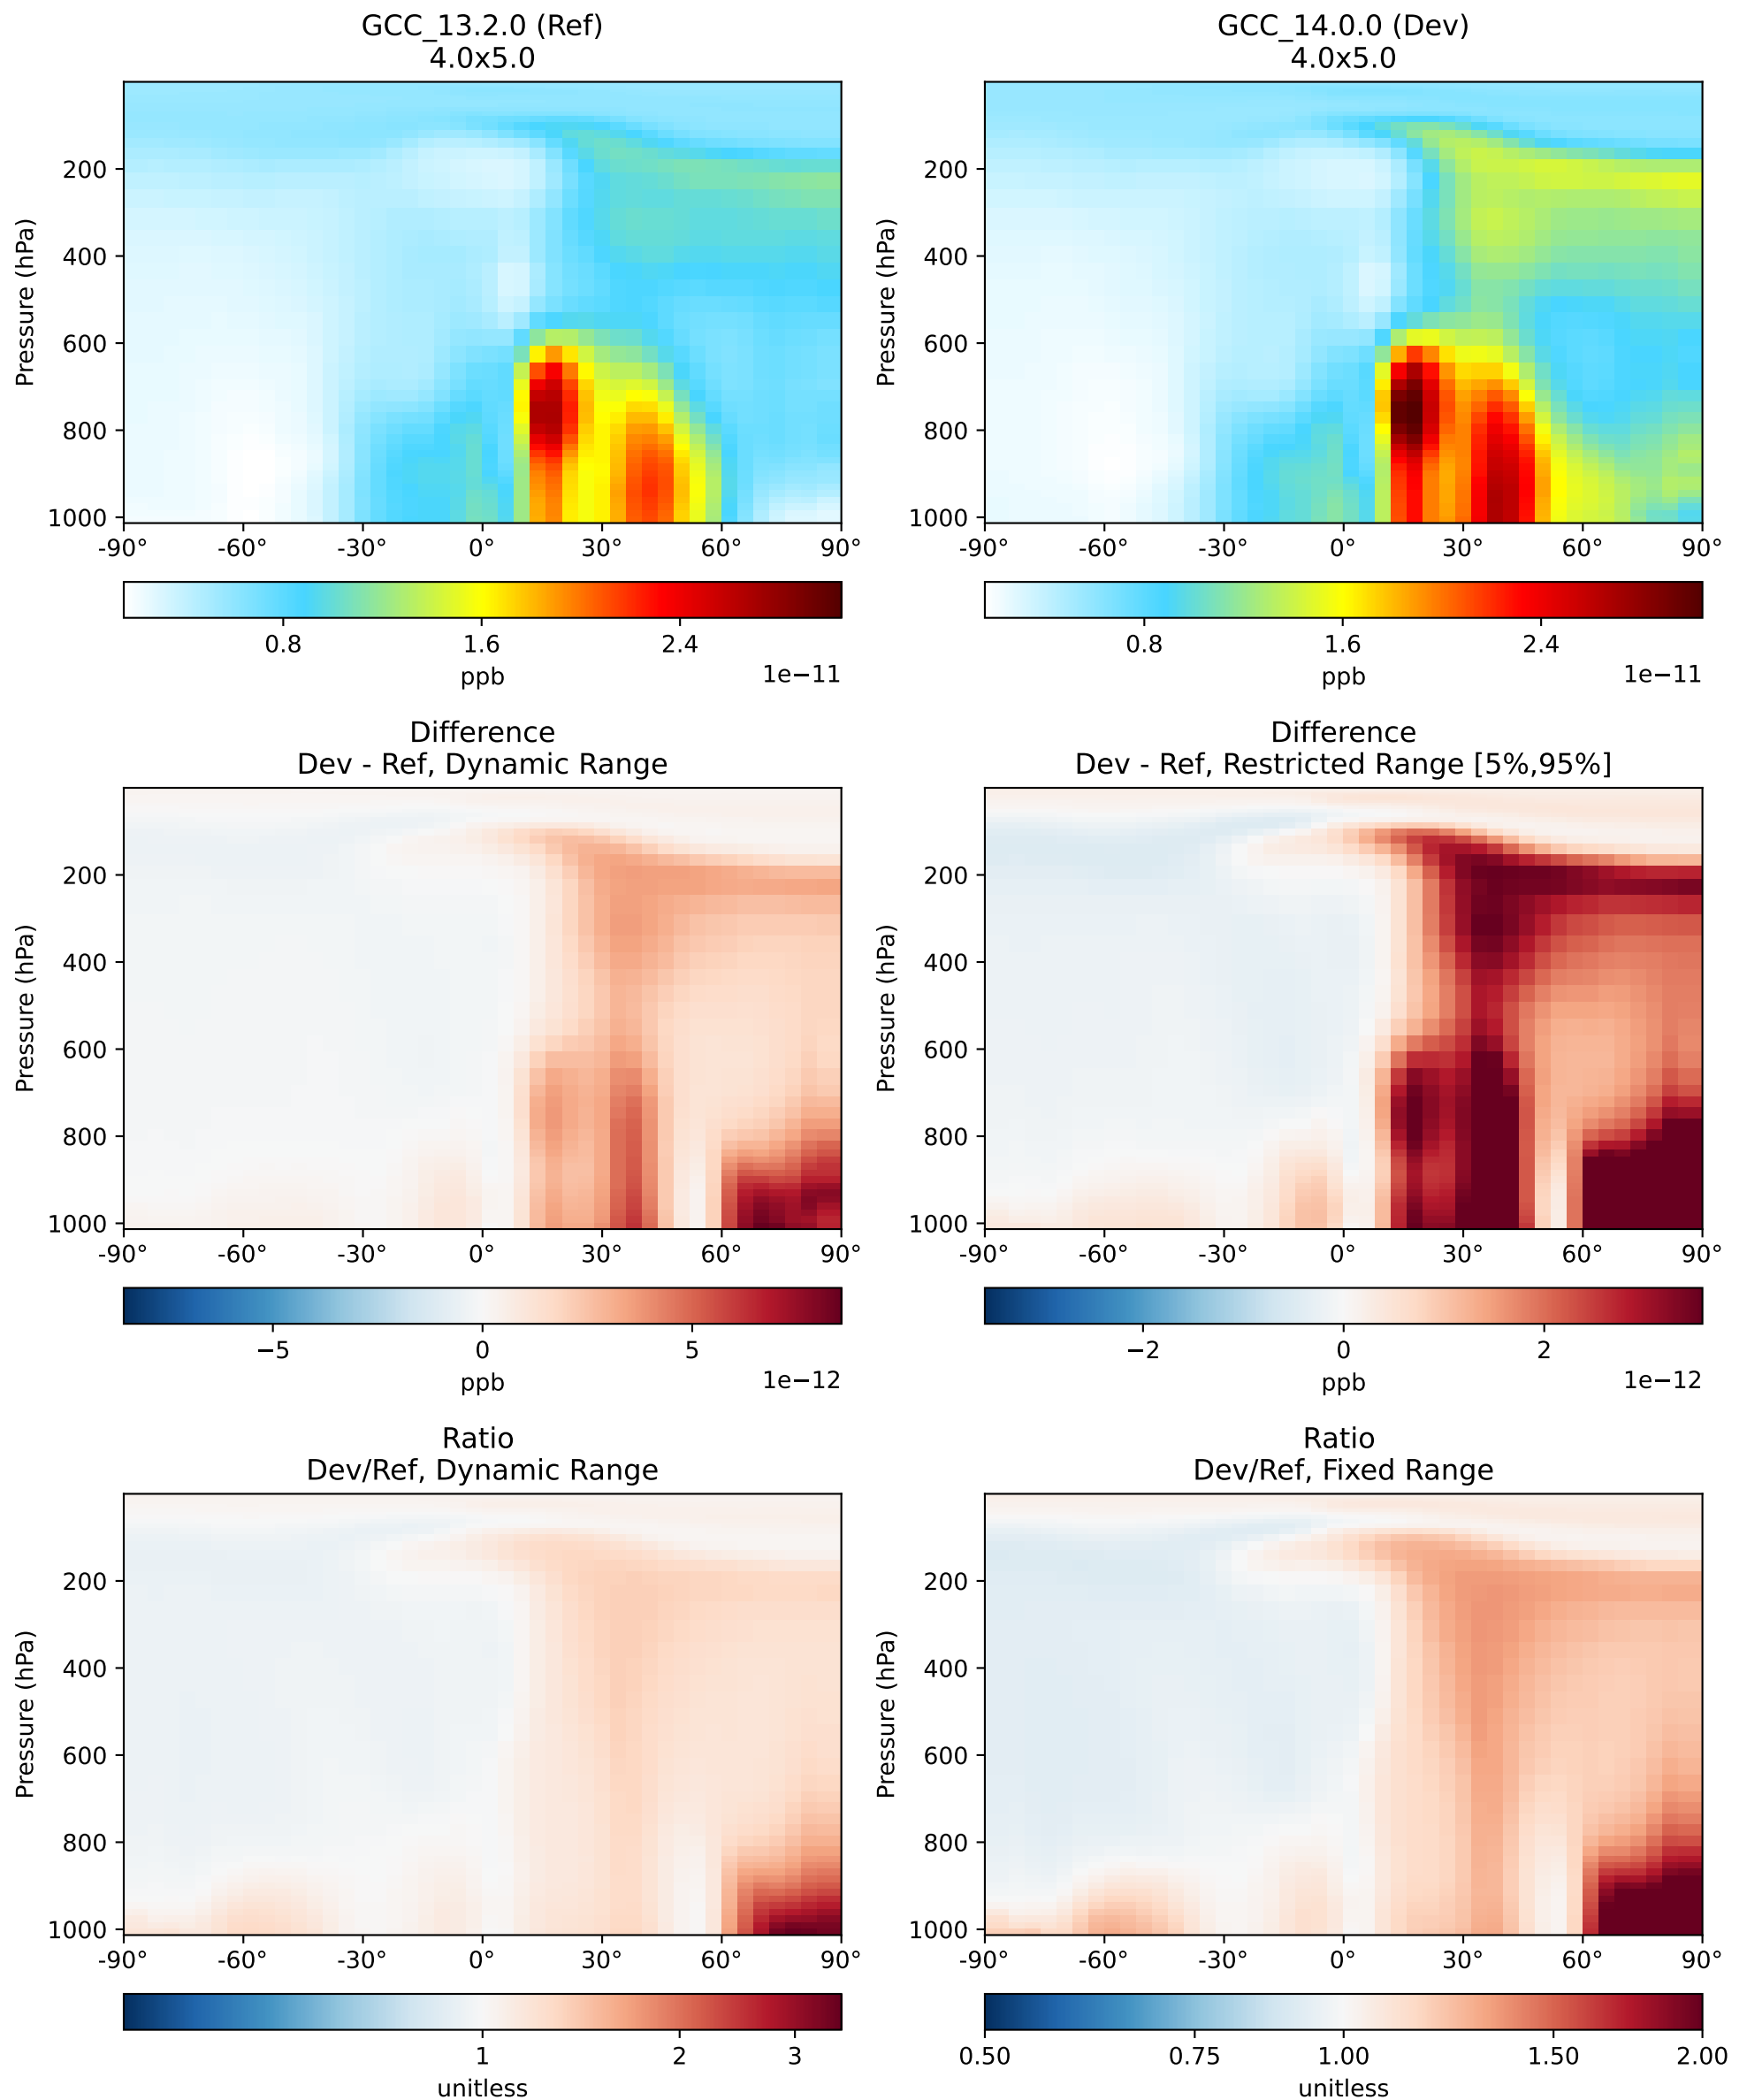 GCC_13.2.0 (Ref)
4.0x5.0
GCC_14.0.0 (Dev)
4.0x5.0
Pressure (hPa)
200
400
600
800
1000
-90° -60° -30° 0° 30° 60° 90°
0.8 1.6 2.4
ppb
1e−11
Pressure (hPa)
200
400
600
800
1000
-90° -60° -30° 0° 30° 60° 90°
0.8 1.6 2.4
ppb
1e−11
Difference
Dev - Ref, Dynamic Range
Difference
Dev - Ref, Restricted Range [5%,95%]
Pressure (hPa)
200
400
600
800
1000
-90° -60° -30° 0° 30° 60° 90°
−5 0 5
ppb
1e−12
Pressure (hPa)
200
400
600
800
1000
-90° -60° -30° 0° 30° 60° 90°
−2 0 2
ppb
1e−12
Ratio
Dev/Ref, Dynamic Range
Ratio
Dev/Ref, Fixed Range
Pressure (hPa)
200
400
600
800
1000
-90° -60° -30° 0° 30° 60° 90°
1 2 3
unitless
Pressure (hPa)
200
400
600
800
1000
-90° -60° -30° 0° 30° 60° 90°
0.50 0.75 1.00 1.50 2.00
unitless